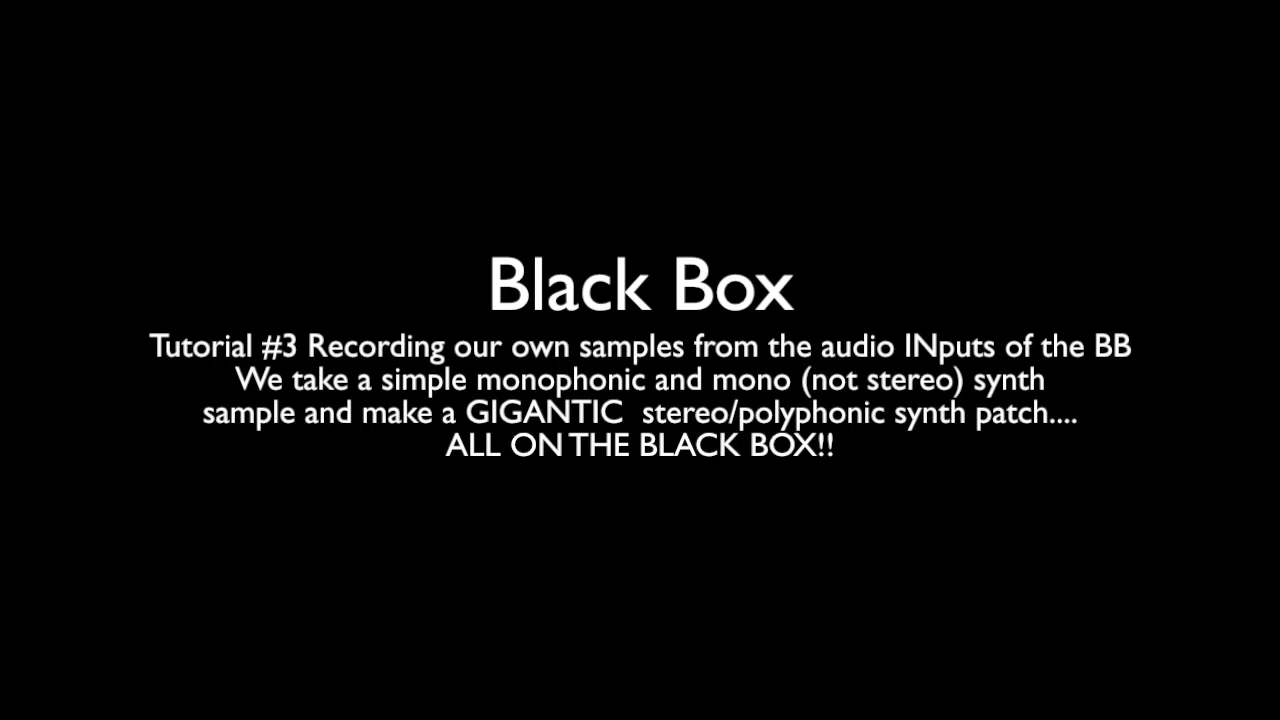 Black Box
Tutorial #3 Recording our own samples from the audio INputs of the BB
We take a simple monophonic and mono (not stereo) synth
sample and make a GIGANTIC  stereo/polyphonic synth patch....
ALL ON THE BLACK BOX!!